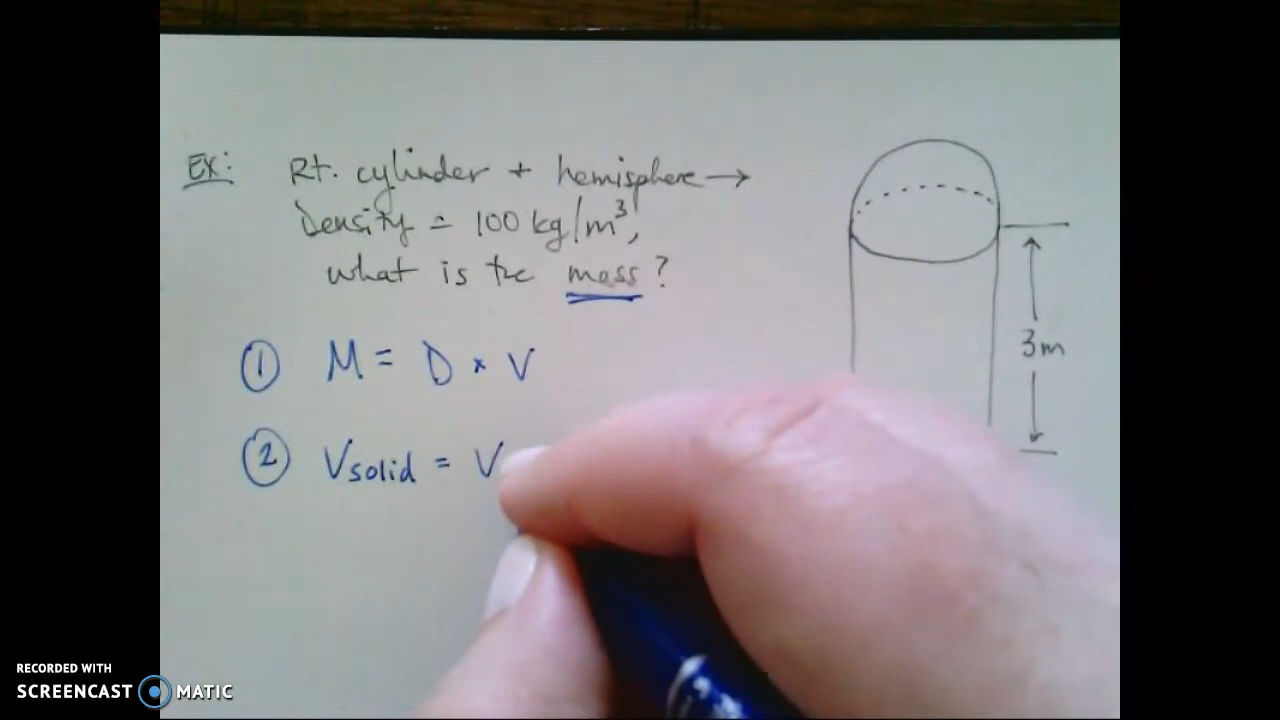 Ex: Rt. cylinder + hemisphere →
Density = 100 kg/m³,
what is the mass?
① M = D × V
② Vsolid = V
3m
RECORDED WITH
SCREENCAST MATIC